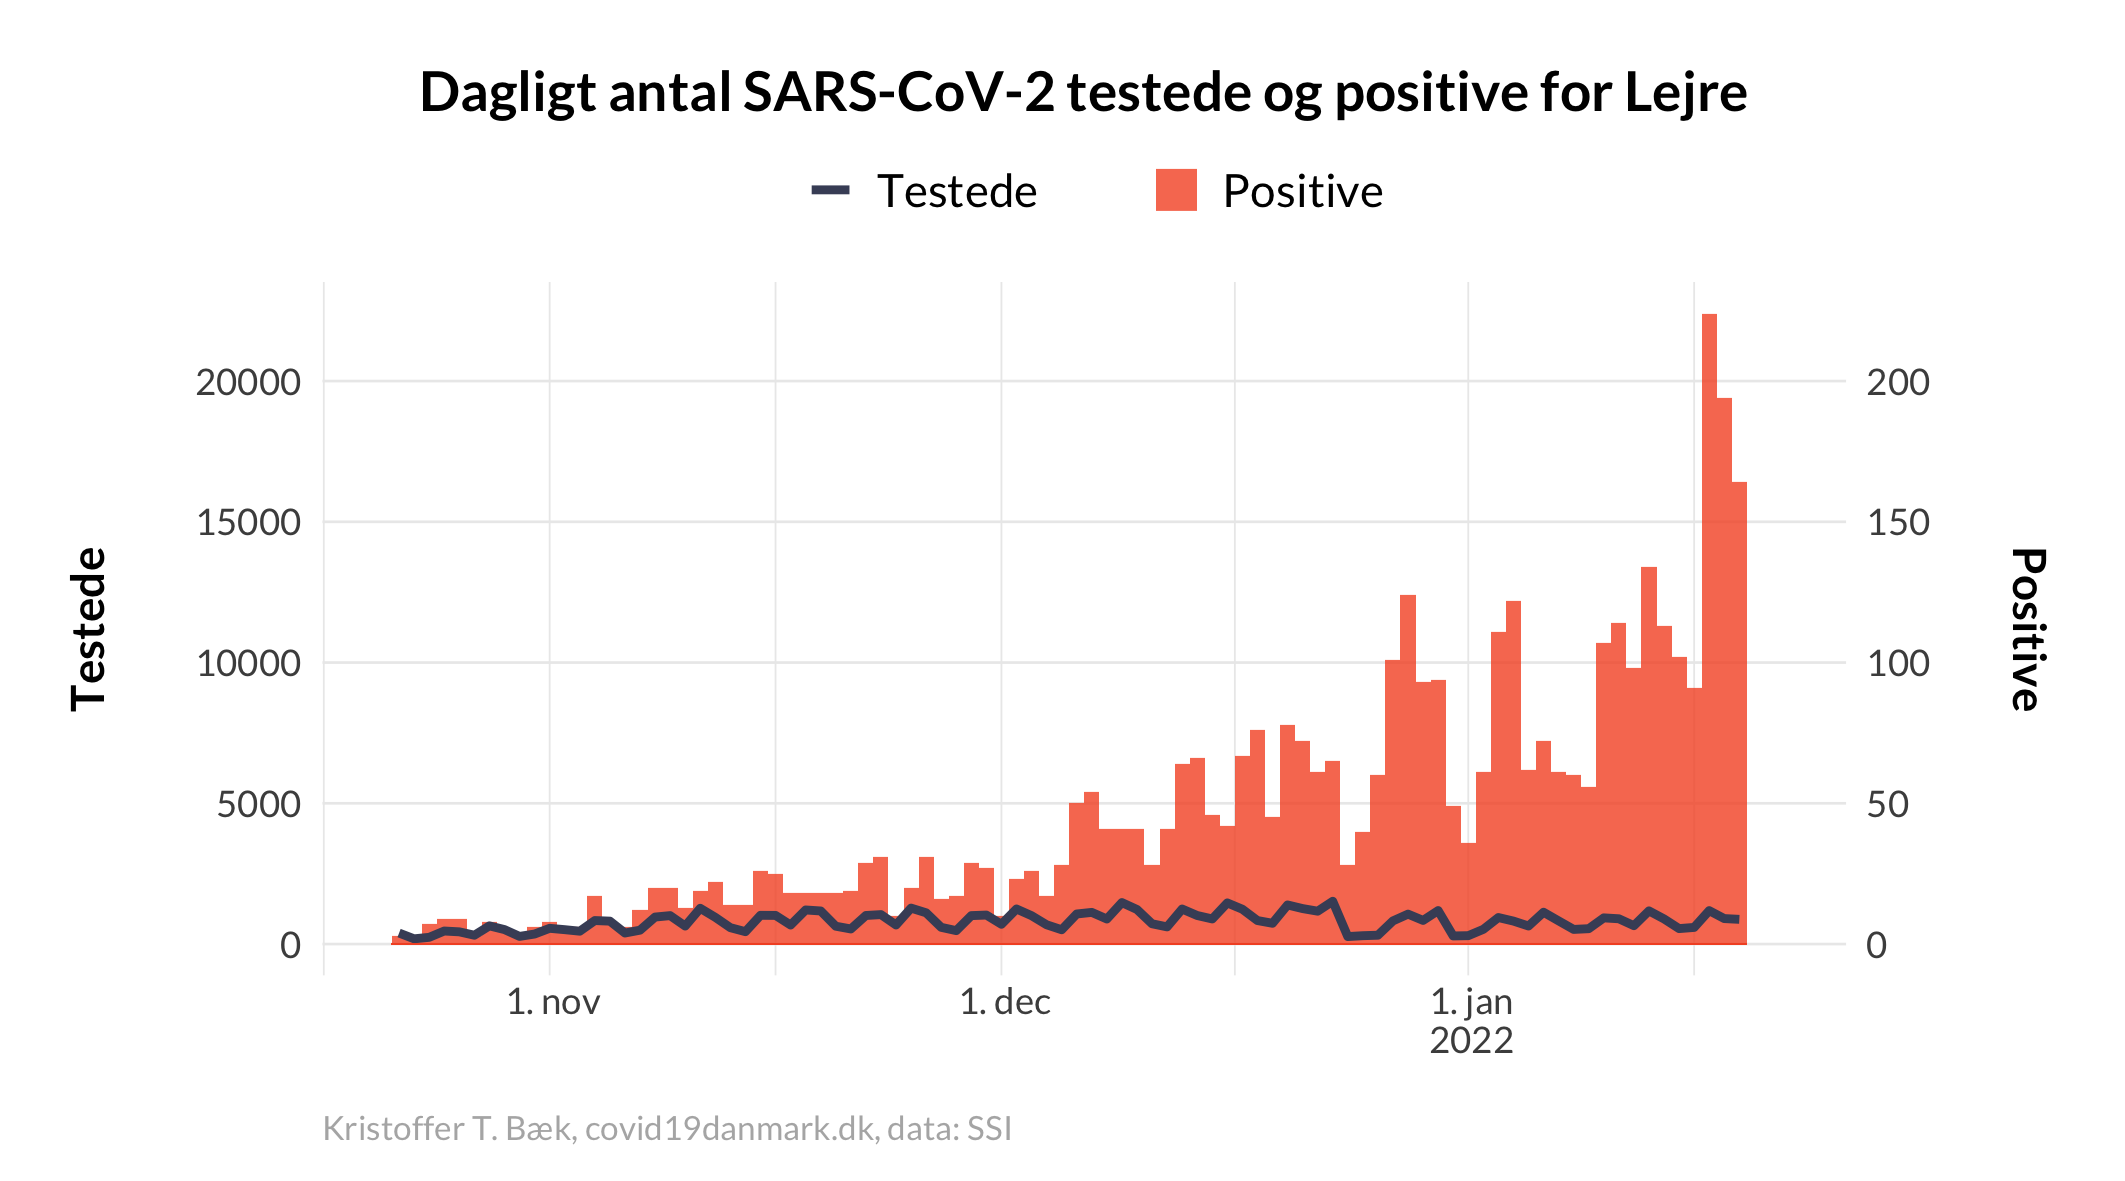 Dagligt antal SARS-CoV-2 testede og positive for Lejre
Testede
Positive
20000
15000
10000
5000
0
Testede
200
150
100
50
0
Positive
1. nov
1. dec
1. jan
2022
Kristoffer T. Bæk, covid19danmark.dk, data: SSI